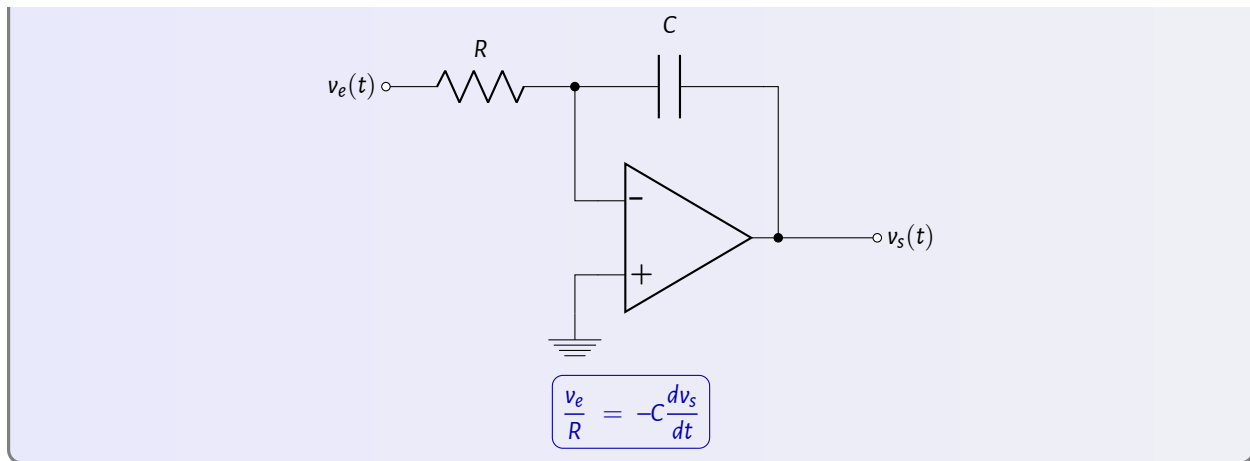 C
R
v_e(t)
−
v_s(t)
+
v_e/R = −C dv_s/dt